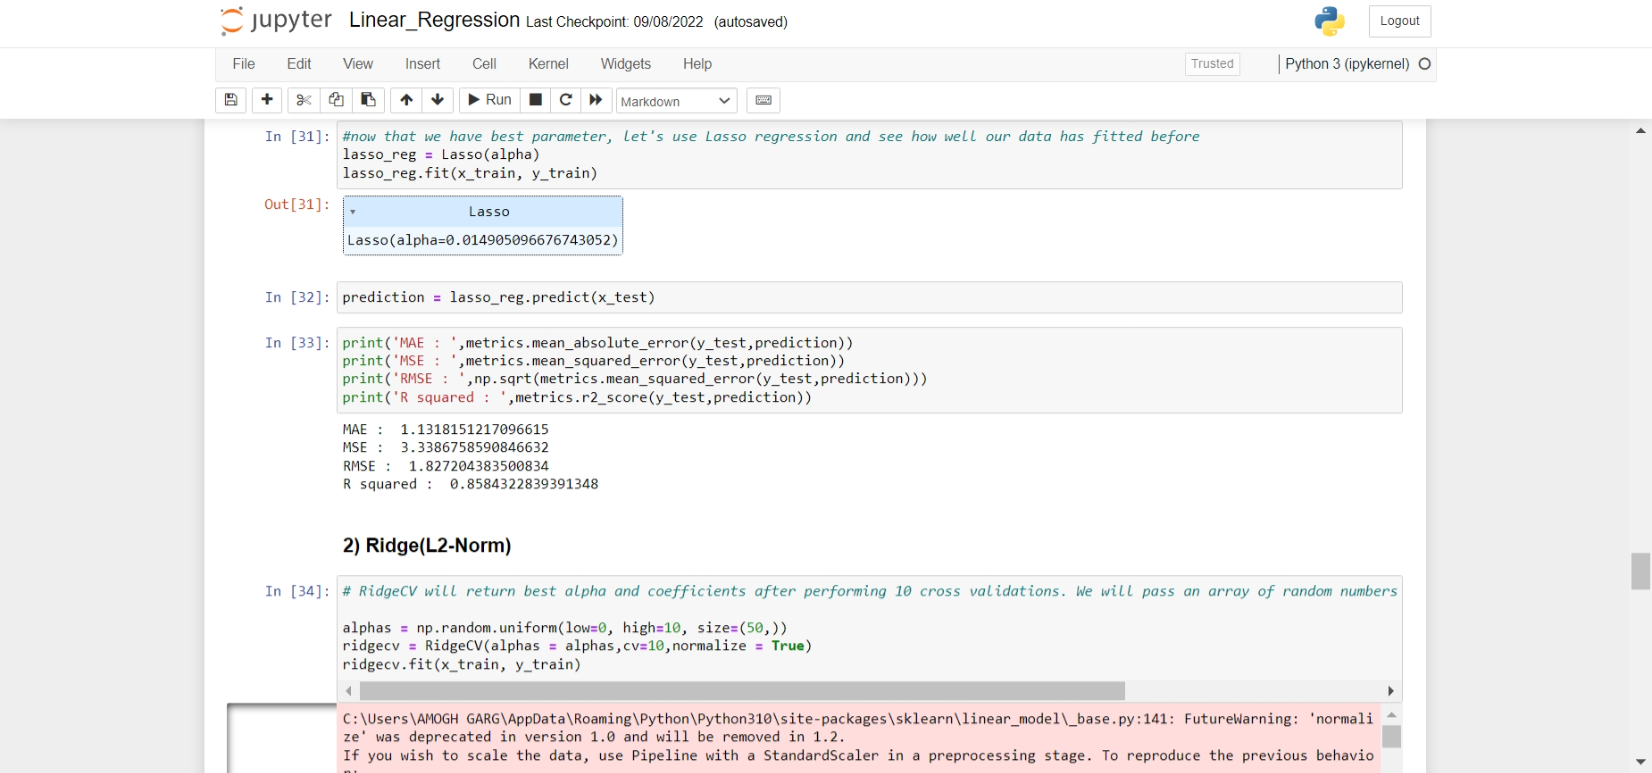 jupyter Linear_Regression Last Checkpoint: 09/08/2022 (autosaved)
Logout
File Edit View Insert Cell Kernel Widgets Help
Trusted
Python 3 (ipykernel)
Run
Markdown
In [31]: #now that we have best parameter, let's use Lasso regression and see how well our data has fitted before
lasso_reg = Lasso(alpha)
lasso_reg.fit(x_train, y_train)
Out[31]:
Lasso
Lasso(alpha=0.014905096676743052)
In [32]: prediction = lasso_reg.predict(x_test)
In [33]: print('MAE : ',metrics.mean_absolute_error(y_test,prediction))
print('MSE : ',metrics.mean_squared_error(y_test,prediction))
print('RMSE : ',np.sqrt(metrics.mean_squared_error(y_test,prediction)))
print('R squared : ',metrics.r2_score(y_test,prediction))
MAE :  1.1318151217096615
MSE :  3.3386758590846632
RMSE :  1.827204383500834
R squared :  0.8584322839391348
2) Ridge(L2-Norm)
In [34]: # RidgeCV will return best alpha and coefficients after performing 10 cross validations. We will pass an array of random numbers
alphas = np.random.uniform(low=0, high=10, size=(50,))
ridgecv = RidgeCV(alphas = alphas,cv=10,normalize = True)
ridgecv.fit(x_train, y_train)
C:\Users\AMOGH GARG\AppData\Roaming\Python\Python310\site-packages\sklearn\linear_model\_base.py:141: FutureWarning: 'normali
ze' was deprecated in version 1.0 and will be removed in 1.2.
If you wish to scale the data, use Pipeline with a StandardScaler in a preprocessing stage. To reproduce the previous behavio